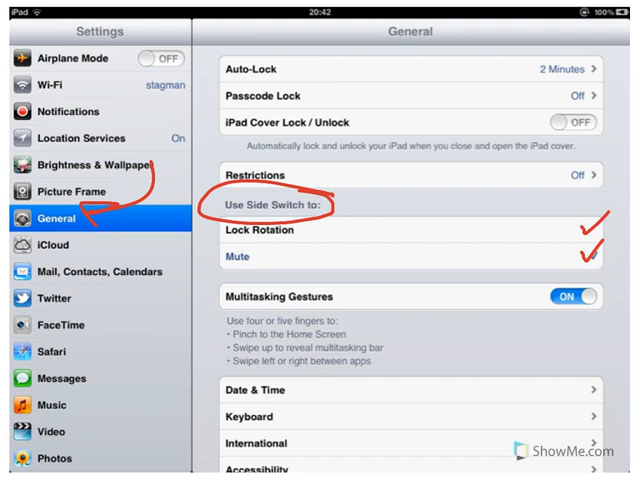 iPad 20:42 100%
Settings
Airplane Mode OFF
Wi-Fi stagman
Notifications
Location Services On
Brightness & Wallpaper
Picture Frame
General
iCloud
Mail, Contacts, Calendars
Twitter
FaceTime
Safari
Messages
Music
Video
Photos
General
Auto-Lock 2 Minutes
Passcode Lock Off
iPad Cover Lock / Unlock OFF
Automatically lock and unlock your iPad when you close and open the iPad cover.
Restrictions Off
Use Side Switch to:
Lock Rotation
Mute
Multitasking Gestures ON
Use four or five fingers to:
• Pinch to the Home Screen
• Swipe up to reveal multitasking bar
• Swipe left or right between apps
Date & Time
Keyboard
International
Accessibility
ShowMe.com